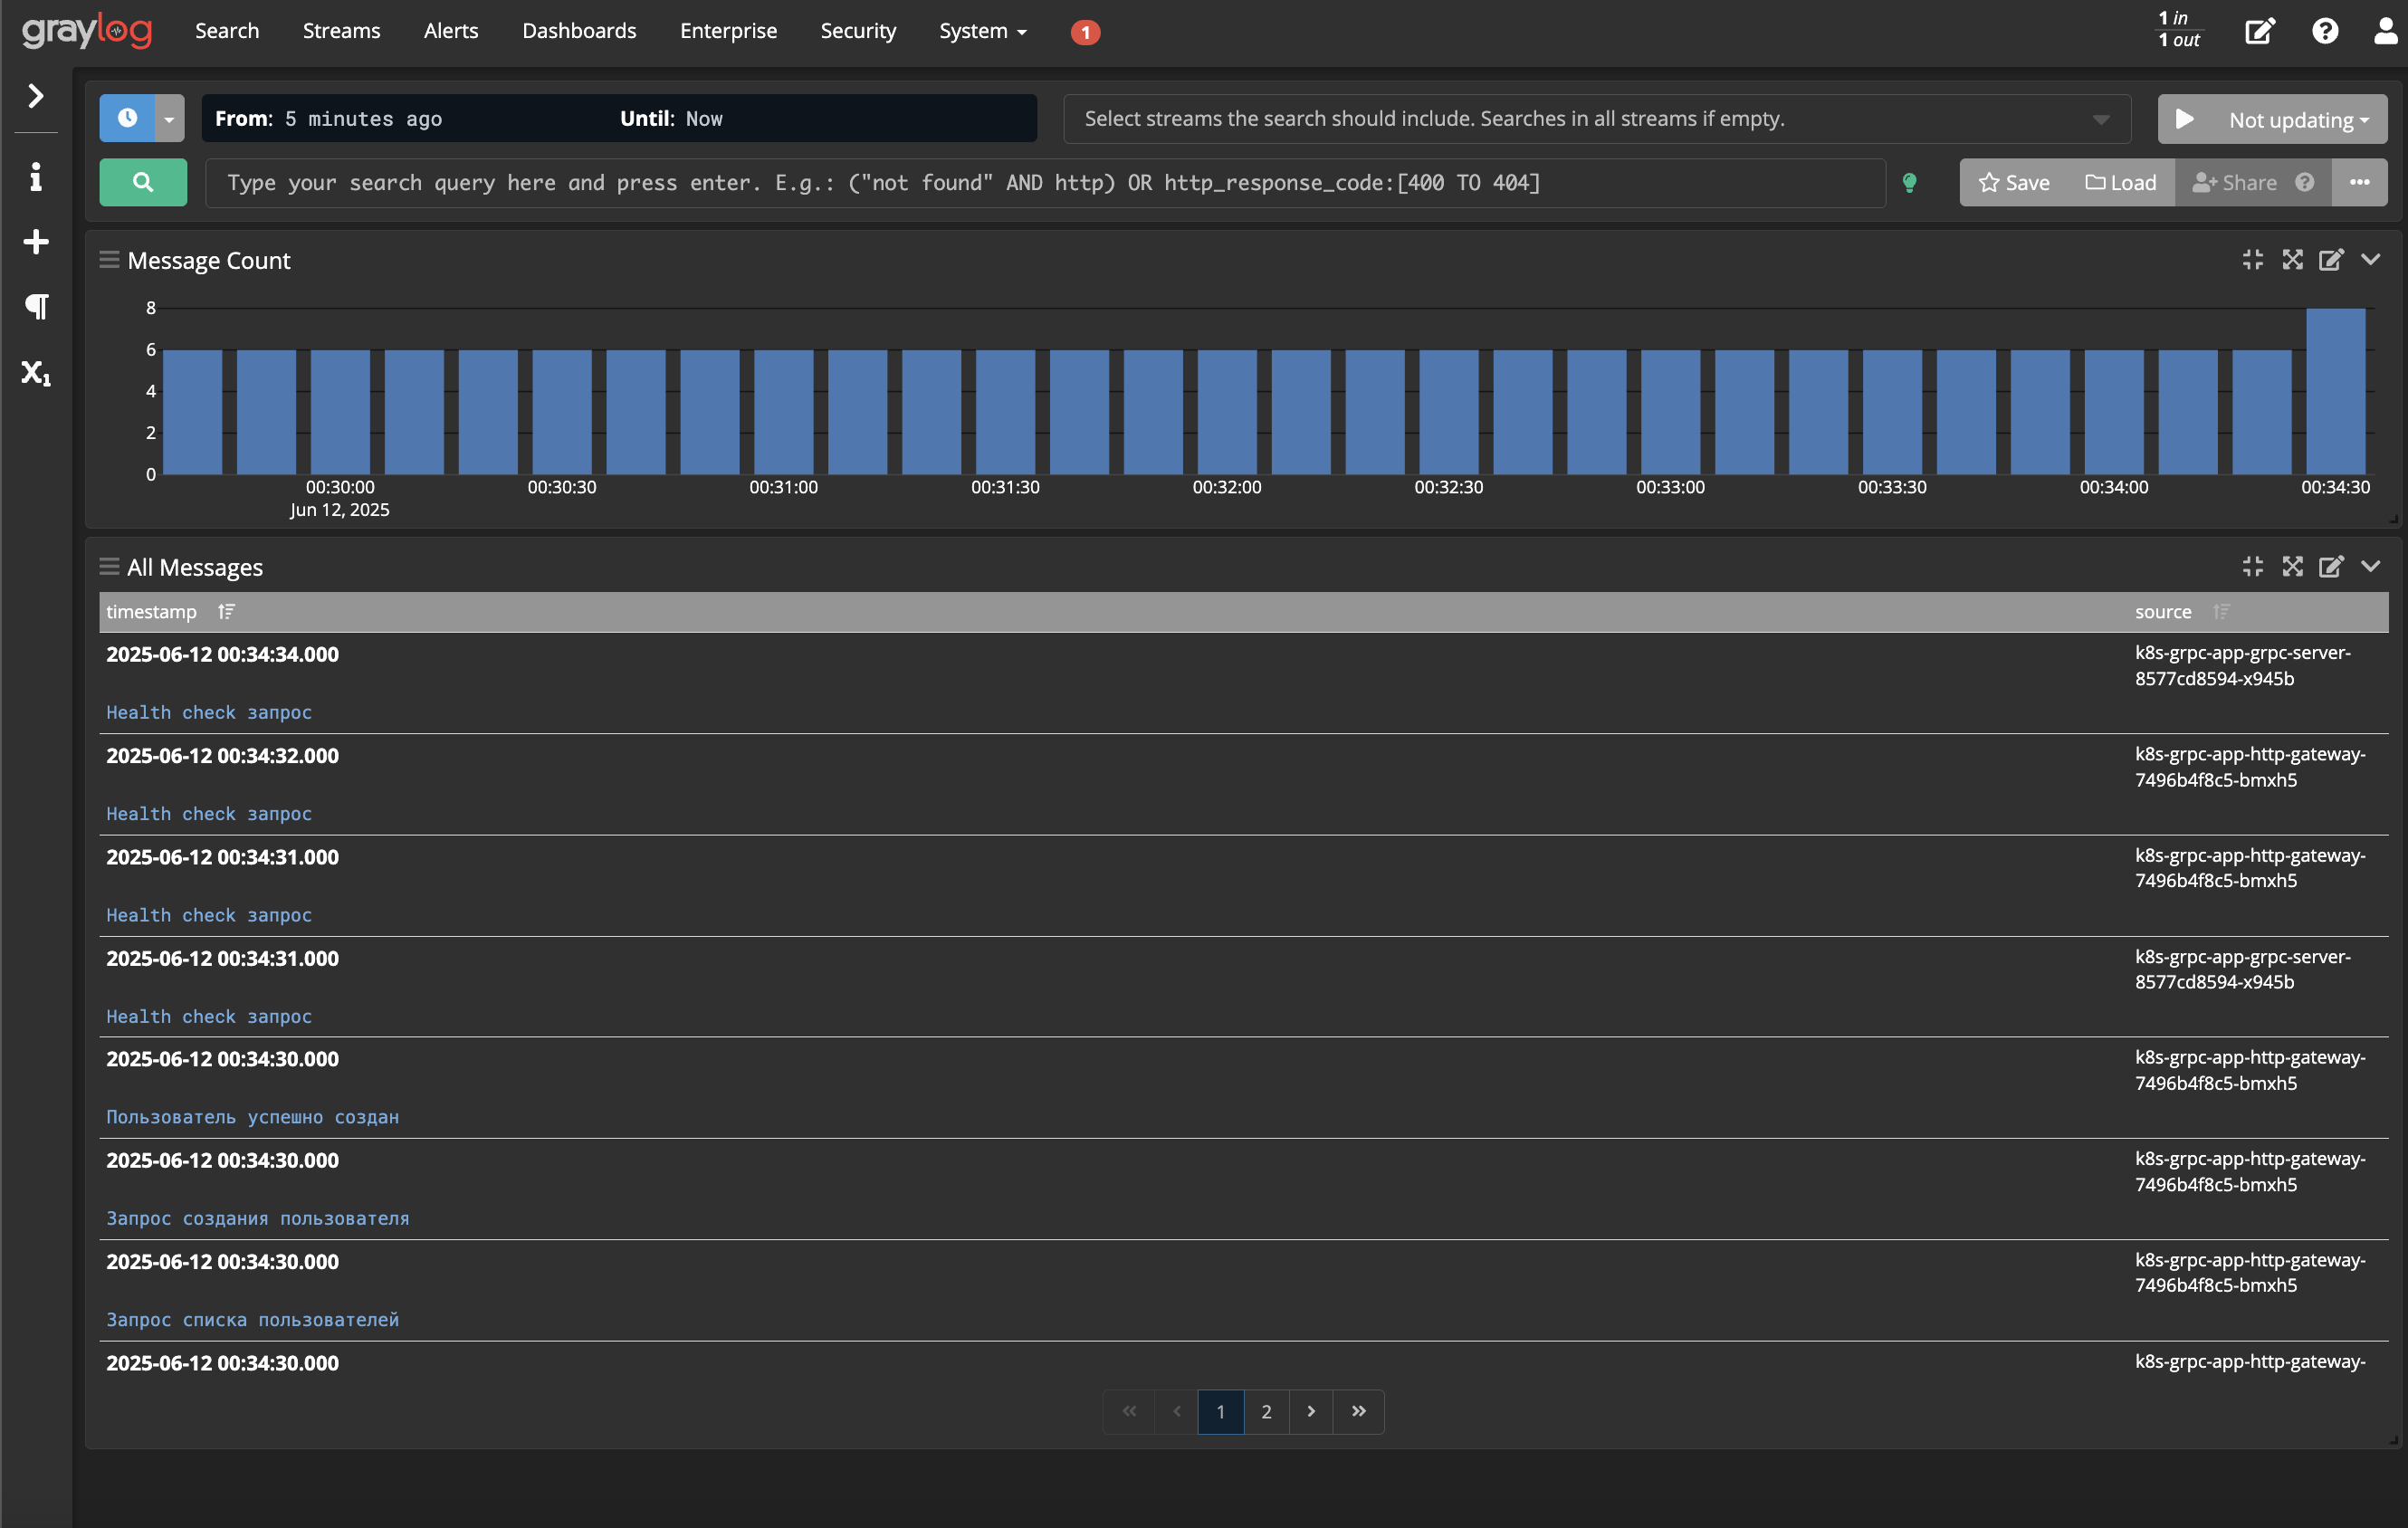 graylog Search Streams Alerts Dashboards Enterprise Security System 1 1 in
1 out
From: 5 minutes ago Until: Now Select streams the search should include. Searches in all streams if empty. Not updating
Type your search query here and press enter. E.g.: ("not found" AND http) OR http_response_code:[400 TO 404] Save Load Share
Message Count
8
6
4
2
0
00:30:00 00:30:30 00:31:00 00:31:30 00:32:00 00:32:30 00:33:00 00:33:30 00:34:00 00:34:30
Jun 12, 2025
All Messages
timestamp source
2025-06-12 00:34:34.000 k8s-grpc-app-grpc-server-
8577cd8594-x945b
Health check запрос
2025-06-12 00:34:32.000 k8s-grpc-app-http-gateway-
7496b4f8c5-bmxh5
Health check запрос
2025-06-12 00:34:31.000 k8s-grpc-app-http-gateway-
7496b4f8c5-bmxh5
Health check запрос
2025-06-12 00:34:31.000 k8s-grpc-app-grpc-server-
8577cd8594-x945b
Health check запрос
2025-06-12 00:34:30.000 k8s-grpc-app-http-gateway-
7496b4f8c5-bmxh5
Пользователь успешно создан
2025-06-12 00:34:30.000 k8s-grpc-app-http-gateway-
7496b4f8c5-bmxh5
Запрос создания пользователя
2025-06-12 00:34:30.000 k8s-grpc-app-http-gateway-
7496b4f8c5-bmxh5
Запрос списка пользователей
2025-06-12 00:34:30.000 k8s-grpc-app-http-gateway-
« ‹ 1 2 › »